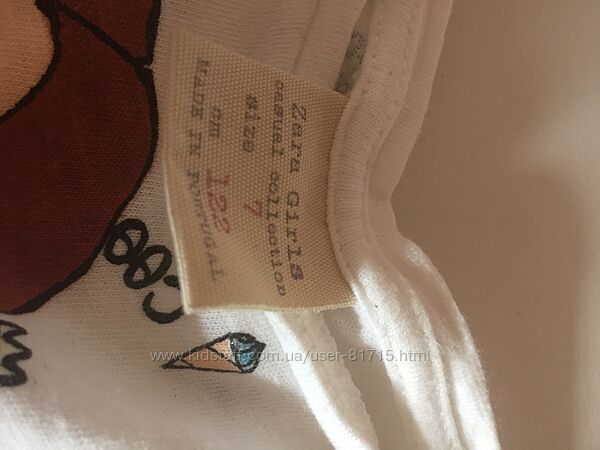 Zara Girls
casual collection
size 7
cm 122
MADE IN PORTUGAL
www.kidstaff.com.ua/user-81715.html